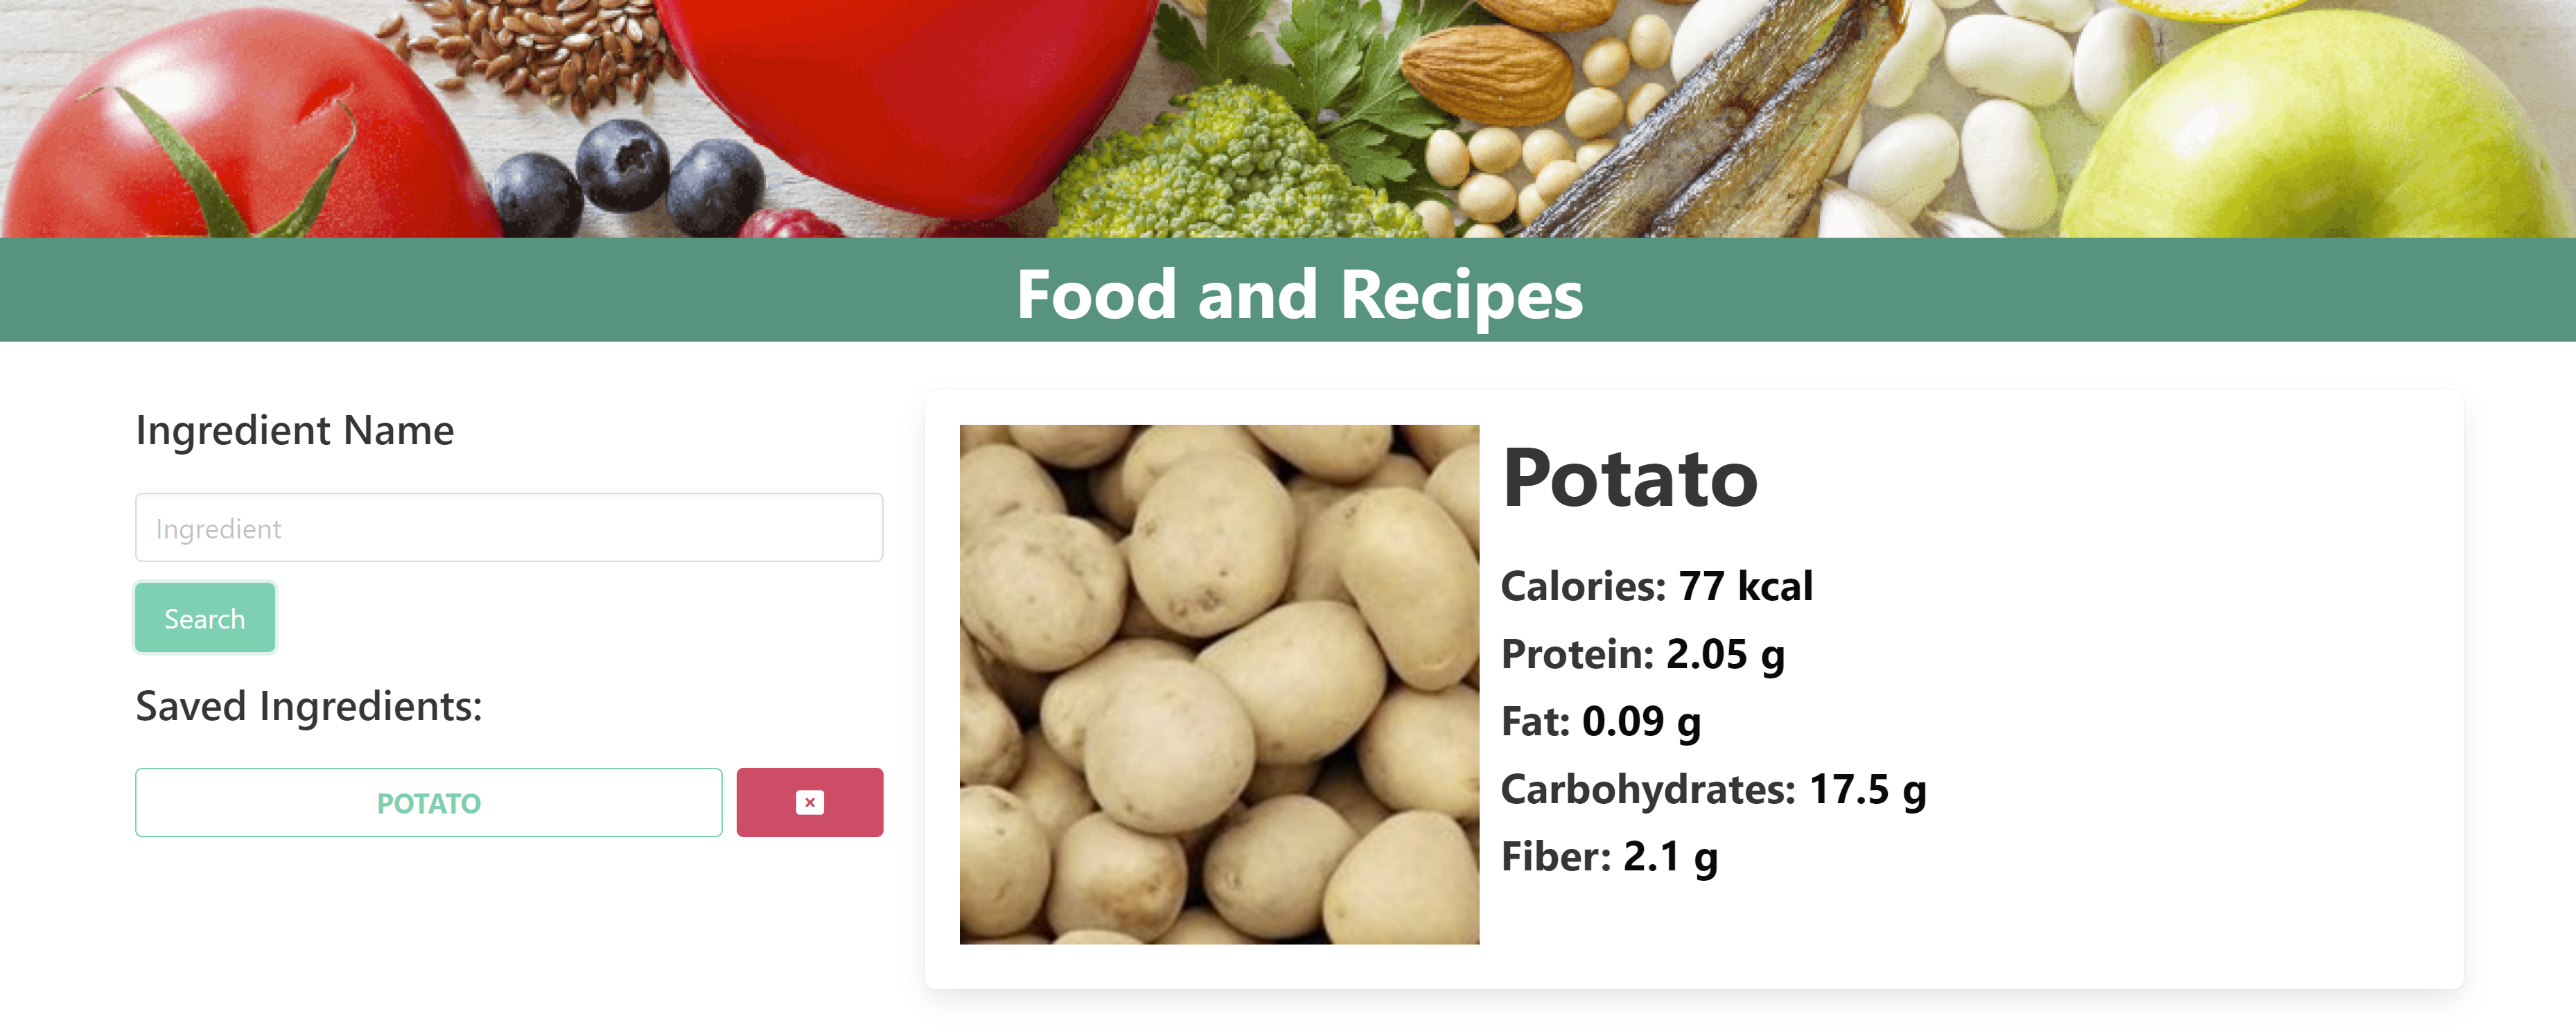 Food and Recipes
Ingredient Name
Ingredient
Search
Saved Ingredients:
POTATO
Potato
Calories: 77 kcal
Protein: 2.05 g
Fat: 0.09 g
Carbohydrates: 17.5 g
Fiber: 2.1 g